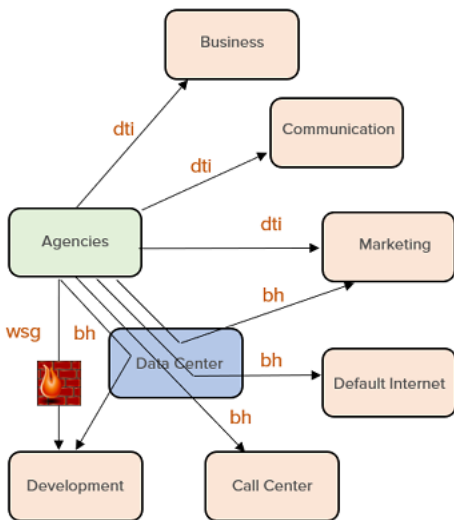 Business
dti
Communication
dti
Agencies
dti
Marketing
bh
wsg
bh
Data Center
bh
Default Internet
bh
Development
Call Center